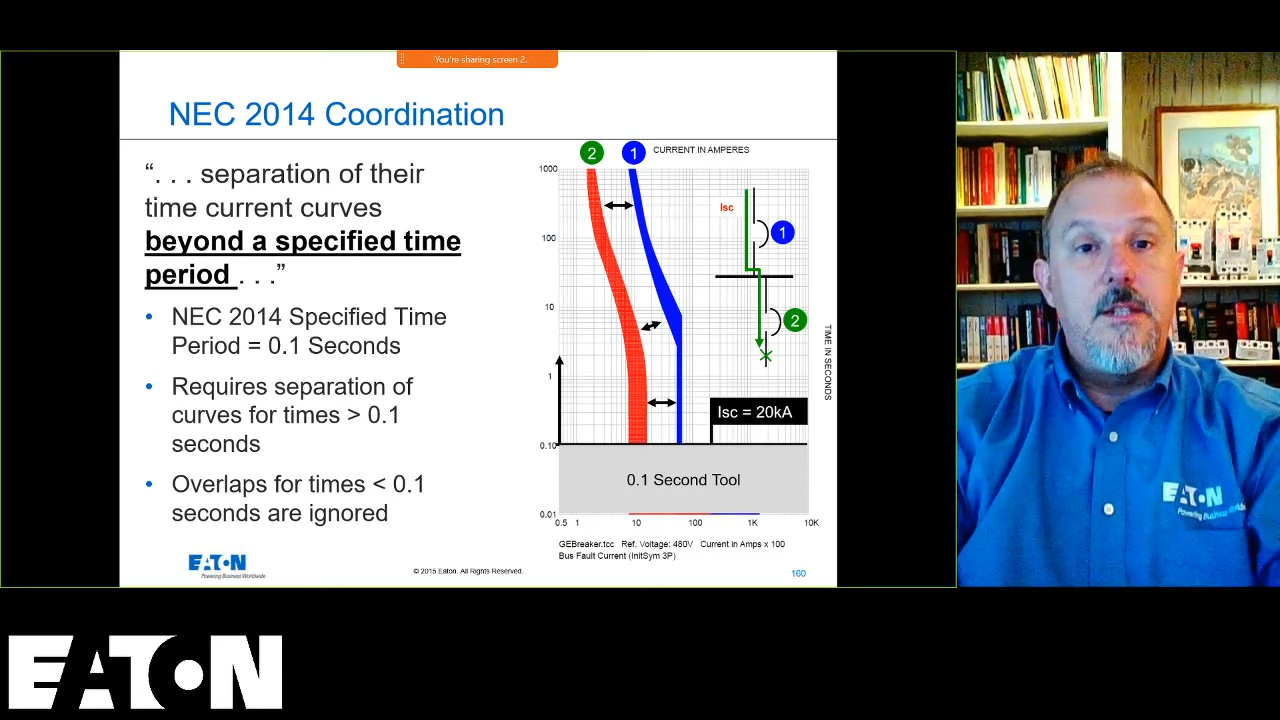 You're sharing screen 2.
NEC 2014 Coordination
“. . . separation of their
time current curves
beyond a specified time
period . . .”
• NEC 2014 Specified Time
Period = 0.1 Seconds
• Requires separation of
curves for times > 0.1
seconds
• Overlaps for times < 0.1
seconds are ignored
2
1
CURRENT IN AMPERES
1000
100
10
1
0.10
0.01
Isc
1
2
TIME IN SECONDS
Isc = 20kA
0.1 Second Tool
0.5 1 10 100 1K 10K
GEBreaker.tcc Ref. Voltage: 480V Current in Amps x 100
Bus Fault Current (InitSym 3P)
EATON
Powering Business Worldwide
© 2015 Eaton. All Rights Reserved.
160
EATON
Powering Business Worldwide
EATON